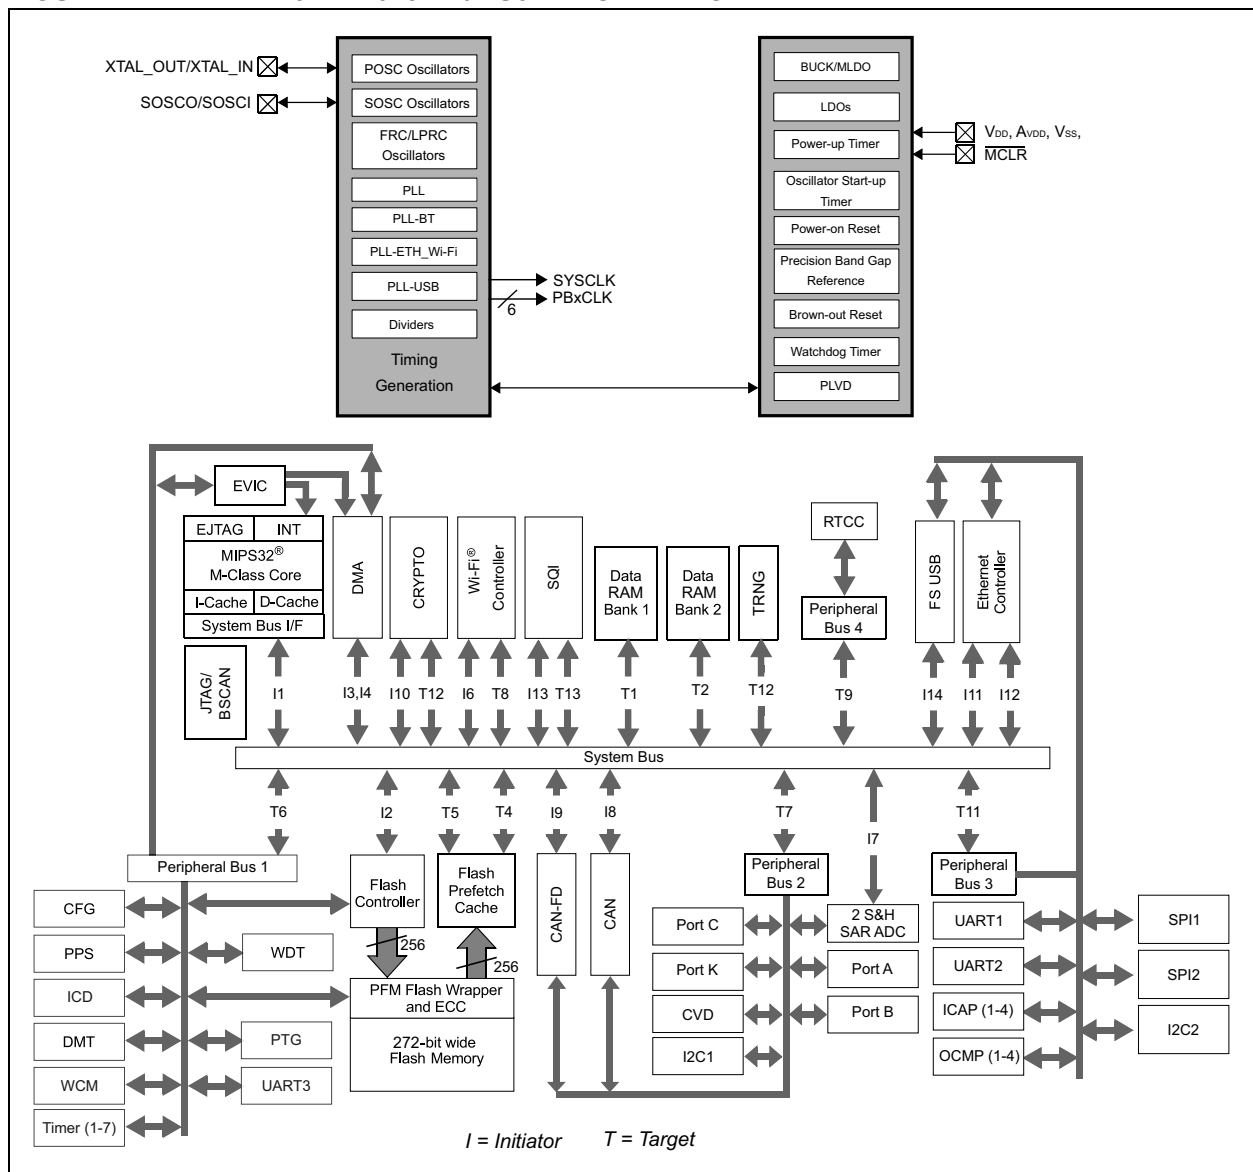 XTAL_OUT/XTAL_IN
SOSCO/SOSCI
POSC Oscillators
SOSC Oscillators
FRC/LPRC
Oscillators
PLL
PLL-BT
PLL-ETH_Wi-Fi
PLL-USB
Dividers
Timing
Generation
SYSCLK
PBxCLK
6
BUCK/MLDO
LDOs
Power-up Timer
Oscillator Start-up
Timer
Power-on Reset
Precision Band Gap
Reference
Brown-out Reset
Watchdog Timer
PLVD
VDD, AVDD, VSS,
MCLR
EVIC
EJTAG
INT
MIPS32®
M-Class Core
I-Cache
D-Cache
System Bus I/F
JTAG/
BSCAN
DMA
CRYPTO
Wi-Fi®
Controller
SQI
Data
RAM
Bank 1
Data
RAM
Bank 2
TRNG
RTCC
Peripheral
Bus 4
FS USB
Ethernet
Controller
I1
I3,I4
I10
T12
I6
T8
I13
T13
T1
T2
T12
T9
I14
I11
I12
System Bus
T6
I2
T5
T4
I9
I8
T7
I7
T11
Peripheral Bus 1
CFG
PPS
ICD
DMT
WCM
Timer (1-7)
WDT
PTG
UART3
Flash
Controller
Flash
Prefetch
Cache
256
256
PFM Flash Wrapper
and ECC
272-bit wide
Flash Memory
CAN-FD
CAN
Peripheral
Bus 2
Port C
Port K
CVD
I2C1
2 S&H
SAR ADC
Port A
Port B
Peripheral
Bus 3
UART1
UART2
ICAP (1-4)
OCMP (1-4)
SPI1
SPI2
I2C2
I = Initiator
T = Target